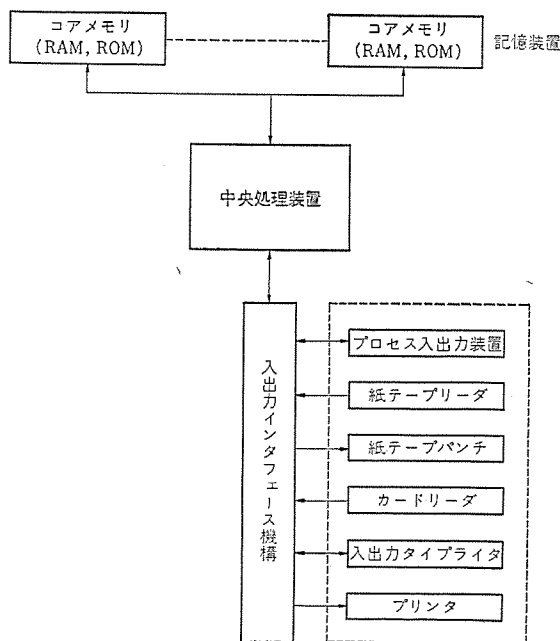 コアメモリ
(RAM, ROM)
コアメモリ
(RAM, ROM)
記憶装置
中央処理装置
入出力インタフェース機構
プロセス入出力装置
紙テープリーダ
紙テープパンチ
カードリーダ
入出力タイプライタ
プリンタ